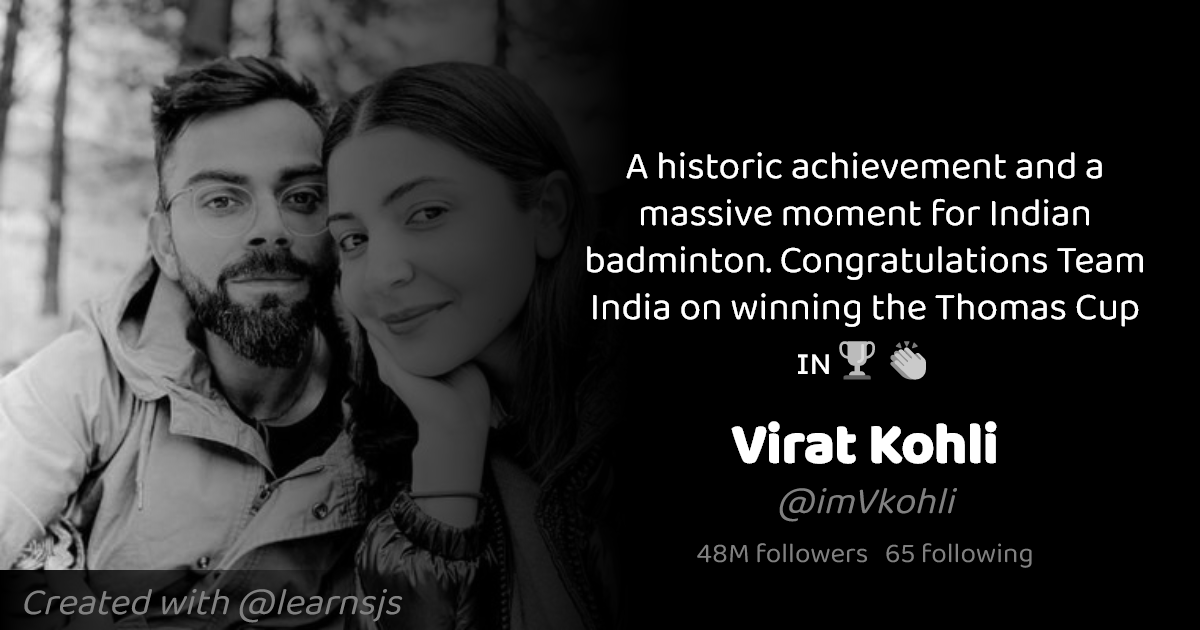 A historic achievement and a
massive moment for Indian
badminton. Congratulations Team
India on winning the Thomas Cup
IN🏆 👏
Virat Kohli
@imVkohli
48M followers 65 following
Created with @learnsjs